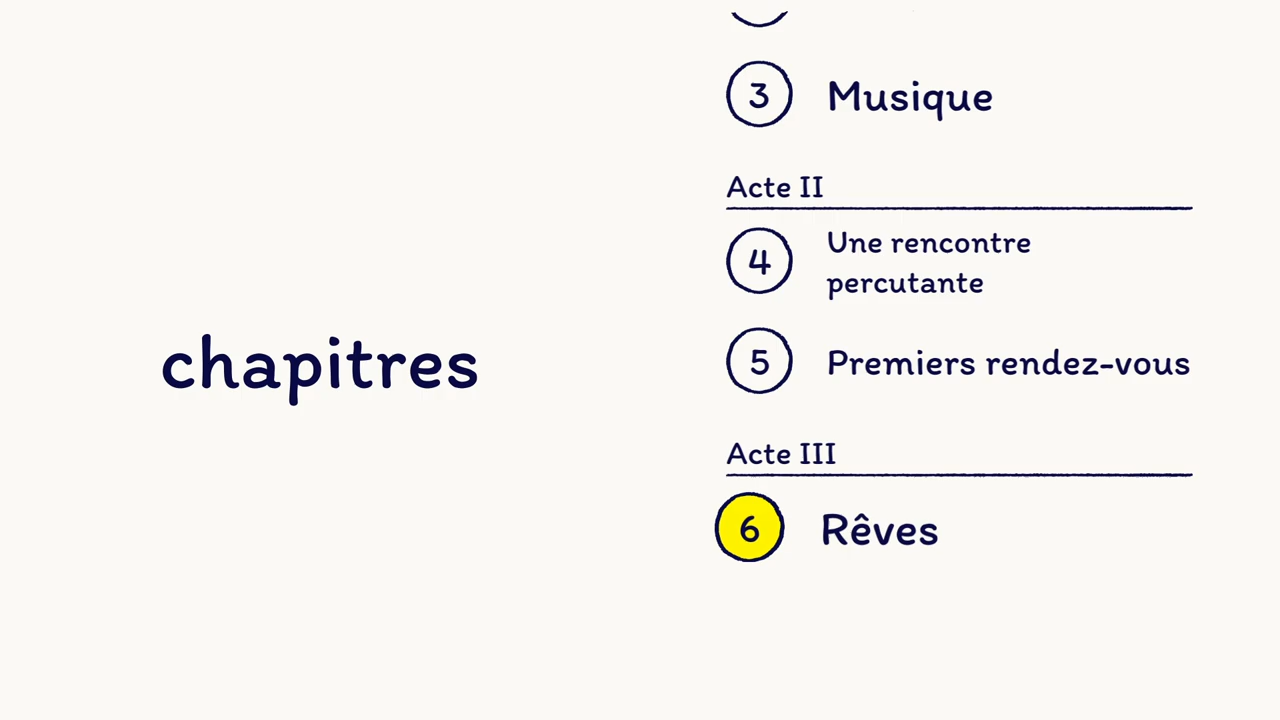 chapitres
3 Musique
Acte II
4 Une rencontre
percutante
5 Premiers rendez-vous
Acte III
6 Rêves